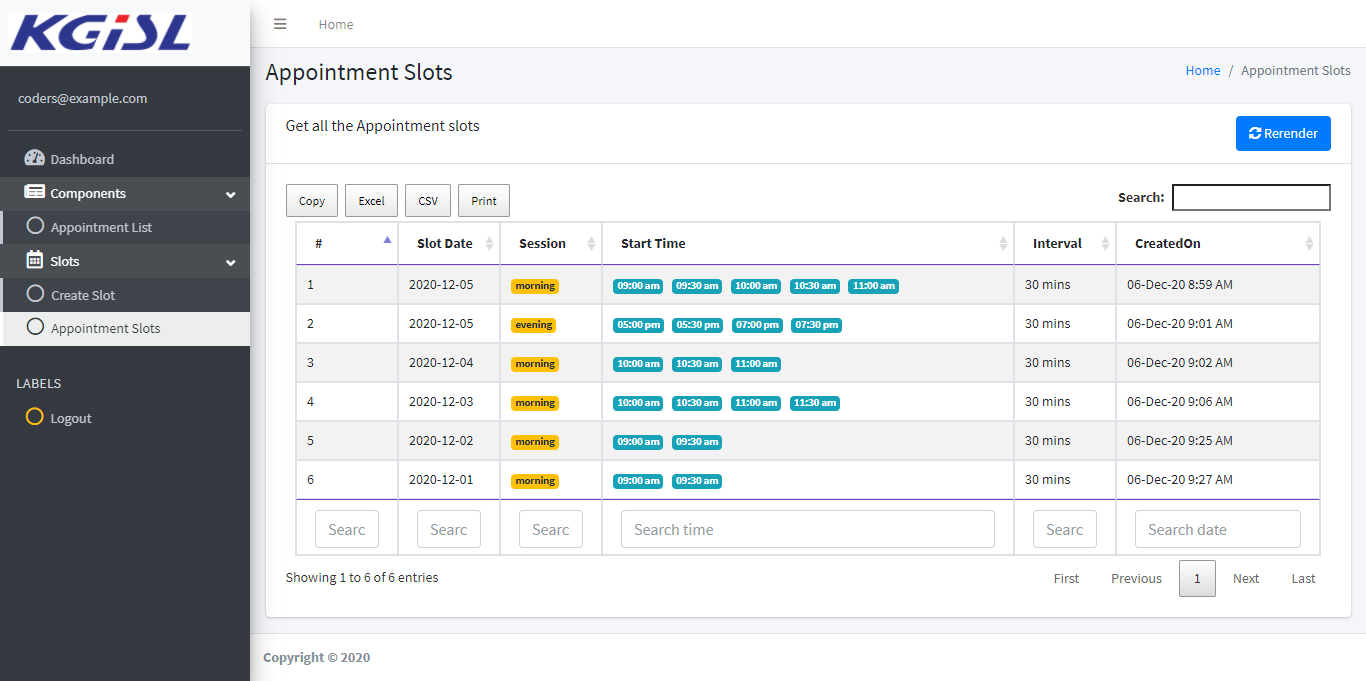 KGiSL
Home
coders@example.com
Dashboard
Components
Appointment List
Slots
Create Slot
Appointment Slots
LABELS
Logout
Appointment Slots
Home / Appointment Slots
Get all the Appointment slots
Rerender
Copy Excel CSV Print
Search:
# Slot Date Session Start Time Interval CreatedOn
1 2020-12-05 morning 09:00 am 09:30 am 10:00 am 10:30 am 11:00 am 30 mins 06-Dec-20 8:59 AM
2 2020-12-05 evening 05:00 pm 05:30 pm 07:00 pm 07:30 pm 30 mins 06-Dec-20 9:01 AM
3 2020-12-04 morning 10:00 am 10:30 am 11:00 am 30 mins 06-Dec-20 9:02 AM
4 2020-12-03 morning 10:00 am 10:30 am 11:00 am 11:30 am 30 mins 06-Dec-20 9:06 AM
5 2020-12-02 morning 09:00 am 09:30 am 30 mins 06-Dec-20 9:25 AM
6 2020-12-01 morning 09:00 am 09:30 am 30 mins 06-Dec-20 9:27 AM
Searc Searc Searc Search time Searc Search date
Showing 1 to 6 of 6 entries
First Previous 1 Next Last
Copyright © 2020